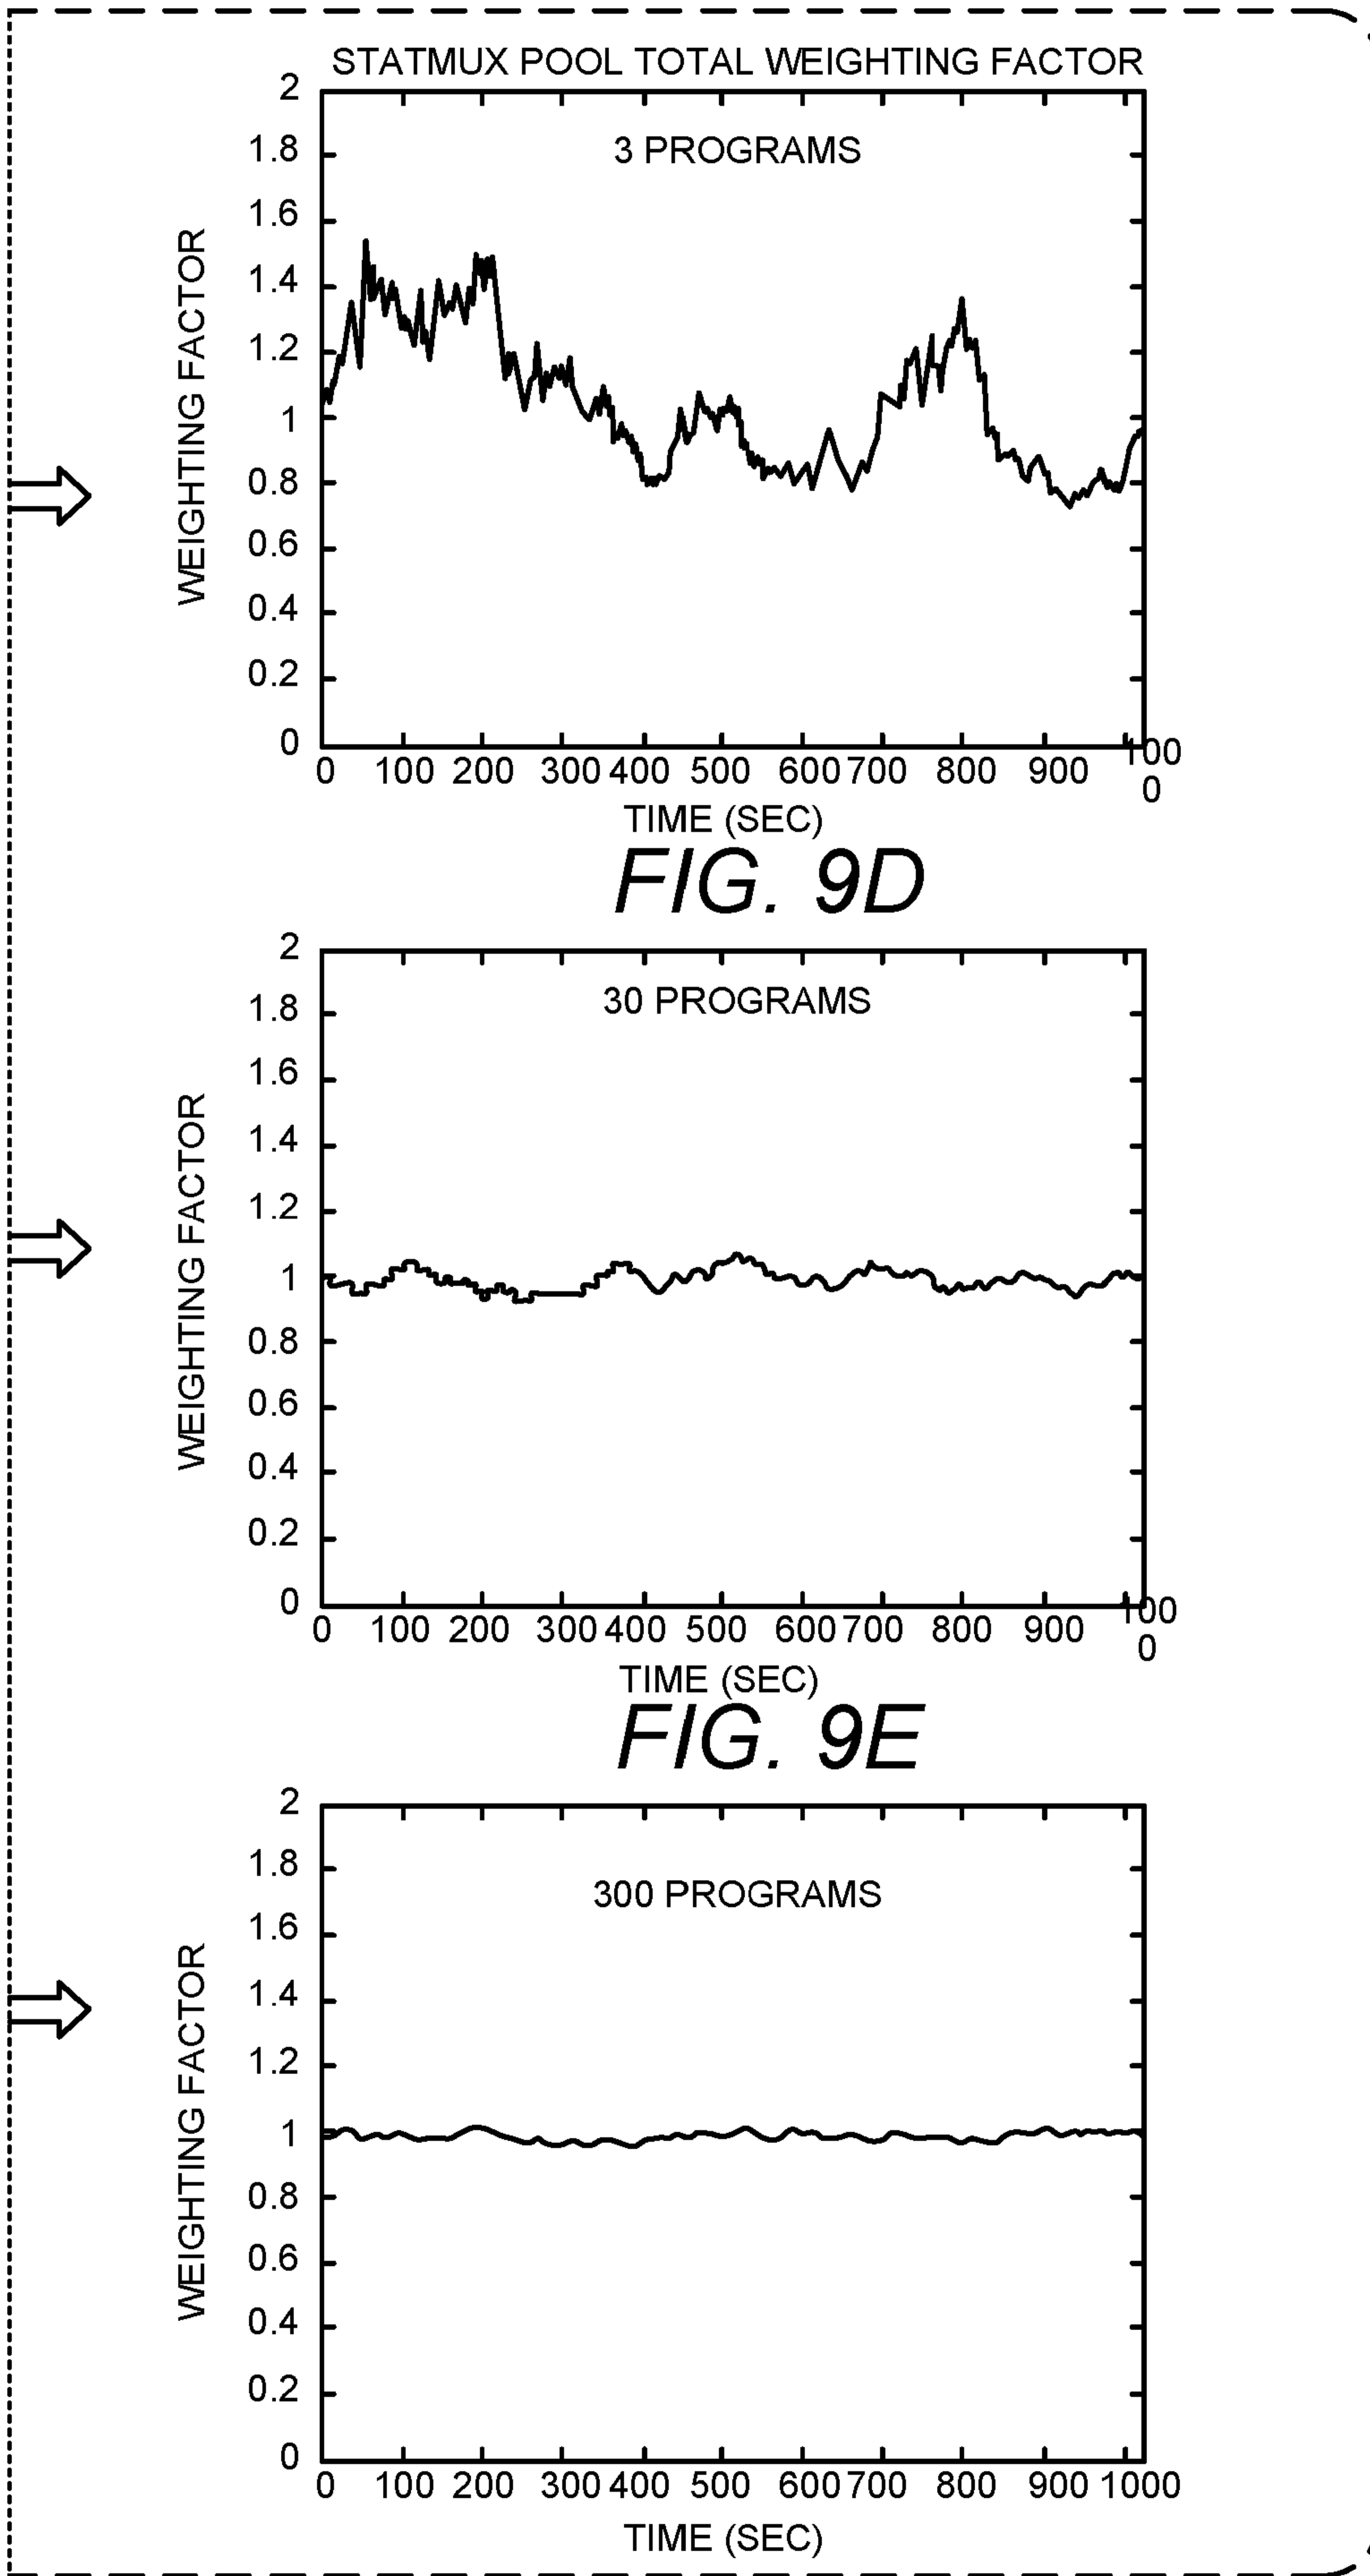 STATMUX POOL TOTAL WEIGHTING FACTOR
3 PROGRAMS
WEIGHTING FACTOR
2
1.8
1.6
1.4
1.2
1
0.8
0.6
0.4
0.2
0
0 100 200 300 400 500 600 700 800 900 100
0
TIME (SEC)
FIG. 9D
30 PROGRAMS
WEIGHTING FACTOR
2
1.8
1.6
1.4
1.2
1
0.8
0.6
0.4
0.2
0
0 100 200 300 400 500 600 700 800 900 100
0
TIME (SEC)
FIG. 9E
300 PROGRAMS
WEIGHTING FACTOR
2
1.8
1.6
1.4
1.2
1
0.8
0.6
0.4
0.2
0
0 100 200 300 400 500 600 700 800 900 1000
TIME (SEC)